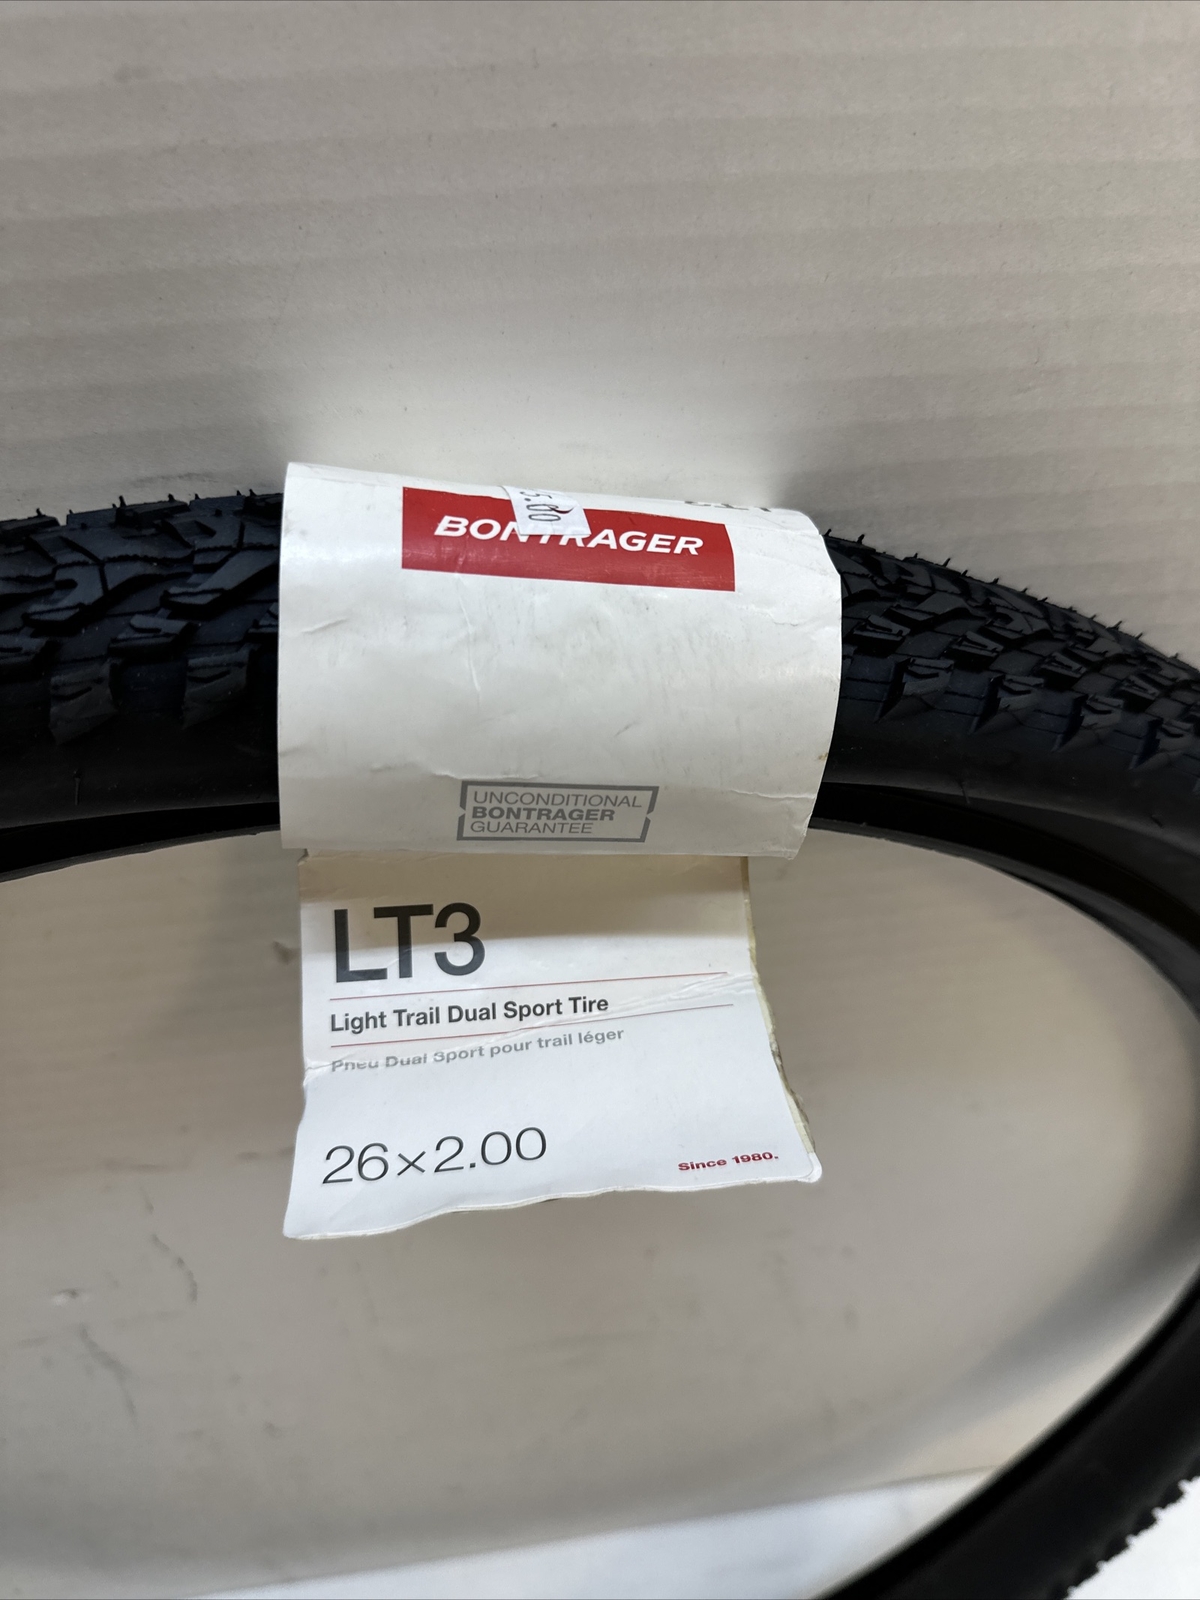 BONTRAGER
UNCONDITIONAL
BONTRAGER
GUARANTEE
LT3
Light Trail Dual Sport Tire
Pneu Dual Sport pour trail léger
26×2.00
Since 1980.